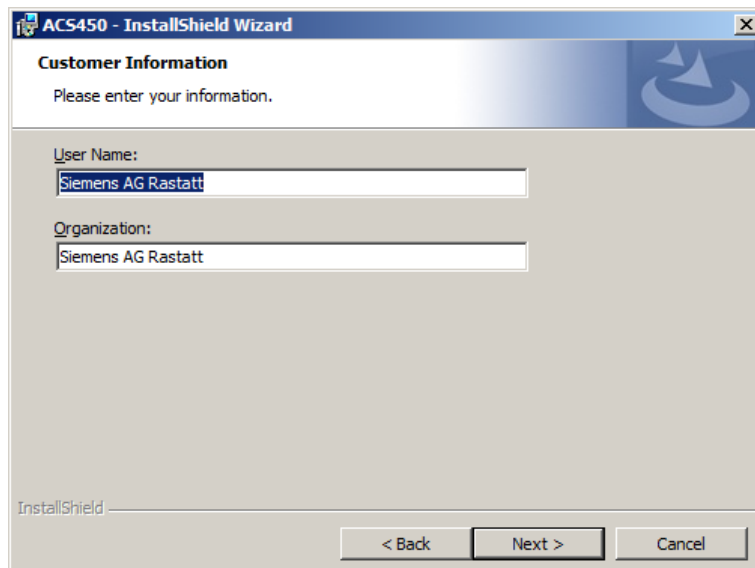 ACS450 - InstallShield Wizard
Customer Information
Please enter your information.
User Name:
Siemens AG Rastatt
Organization:
Siemens AG Rastatt
InstallShield
< Back Next > Cancel